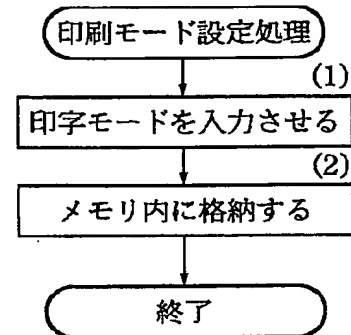 印刷モード設定処理
(1)
印字モードを入力させる
(2)
メモリ内に格納する
終了